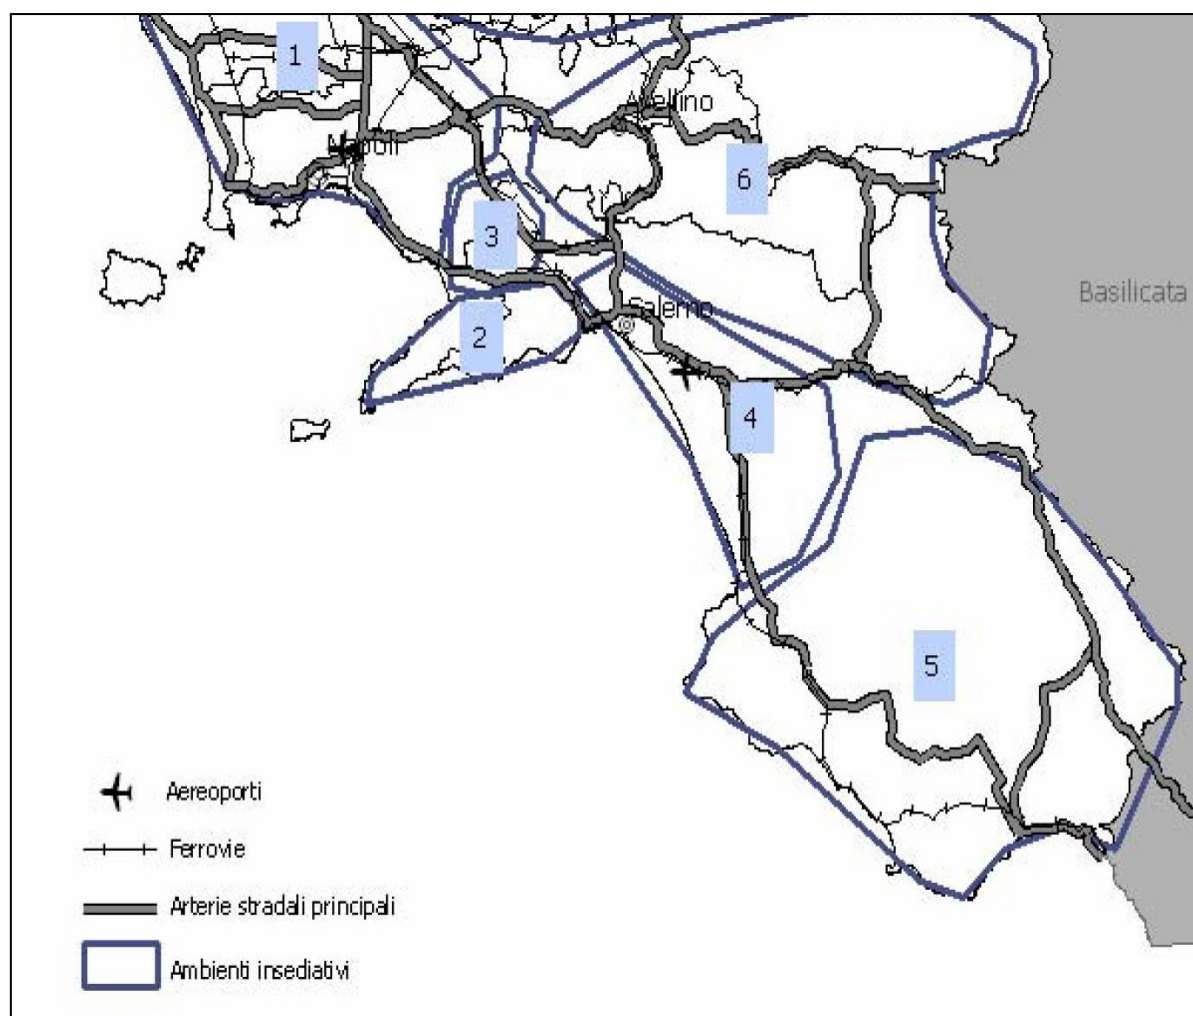 1
Avellino
Napoli
6
3
Basilicata
Salerno
2
4
5
Aereoporti
Ferrovie
Arterie stradali principali
Ambienti insediativi